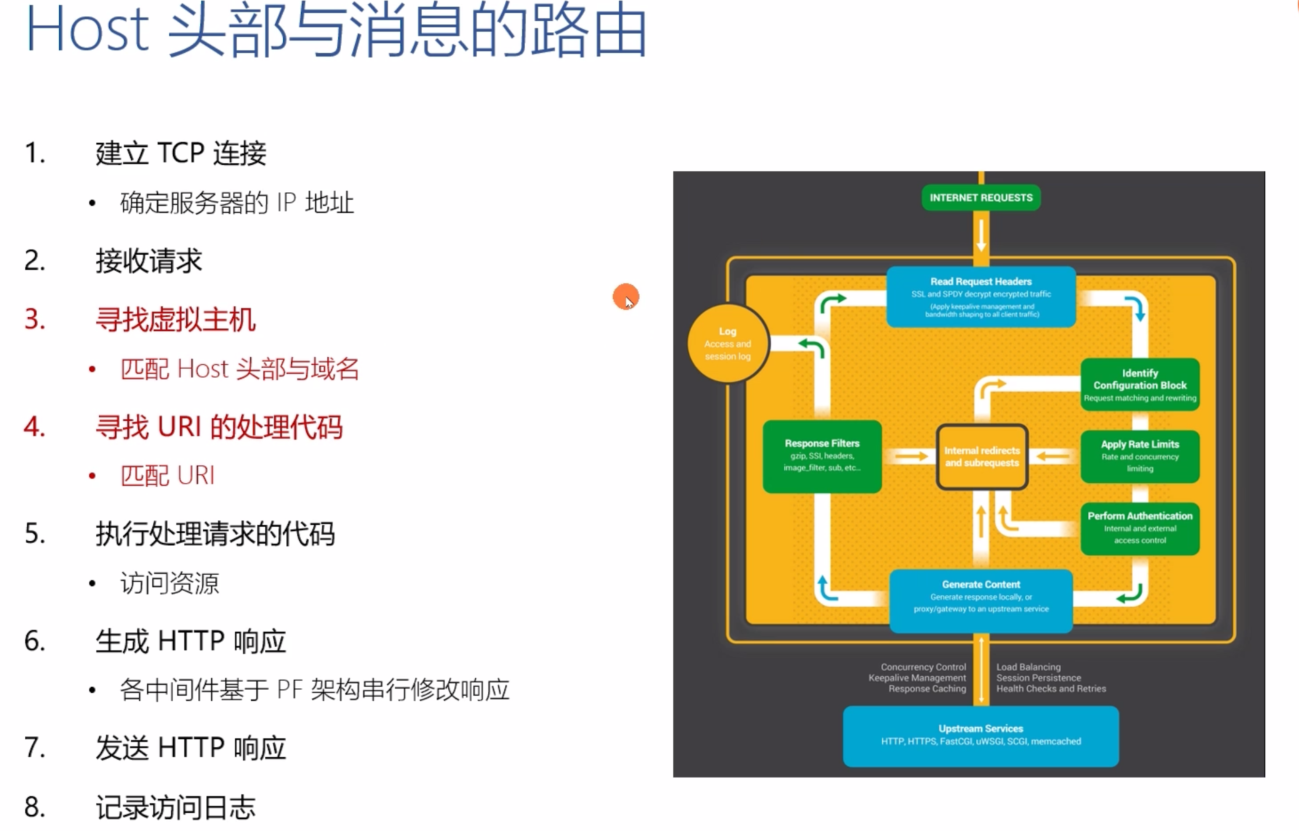 Host 头部与消息的路由
1. 建立 TCP 连接
• 确定服务器的 IP 地址
2. 接收请求
3. 寻找虚拟主机
• 匹配 Host 头部与域名
4. 寻找 URI 的处理代码
• 匹配 URI
5. 执行处理请求的代码
• 访问资源
6. 生成 HTTP 响应
• 各中间件基于 PF 架构串行修改响应
7. 发送 HTTP 响应
8. 记录访问日志
INTERNET REQUESTS
Read Request Headers
SSL and SPDY decrypt encrypted traffic
(Apply keepalive management and
bandwidth shaping to all client traffic)
Log
Access and
session log
Identify
Configuration Block
Request matching and rewriting
Response Filters
gzip, SSI, headers,
image_filter, sub, etc...
Internal redirects
and subrequests
Apply Rate Limits
Rate and concurrency
limiting
Perform Authentication
Internal and external
access control
Generate Content
Generate response locally, or
proxy/gateway to an upstream service
Concurrency Control
Keepalive Management
Response Caching
Load Balancing
Session Persistence
Health Checks and Retries
Upstream Services
HTTP, HTTPS, FastCGI, uWSGI, SCGI, memcached